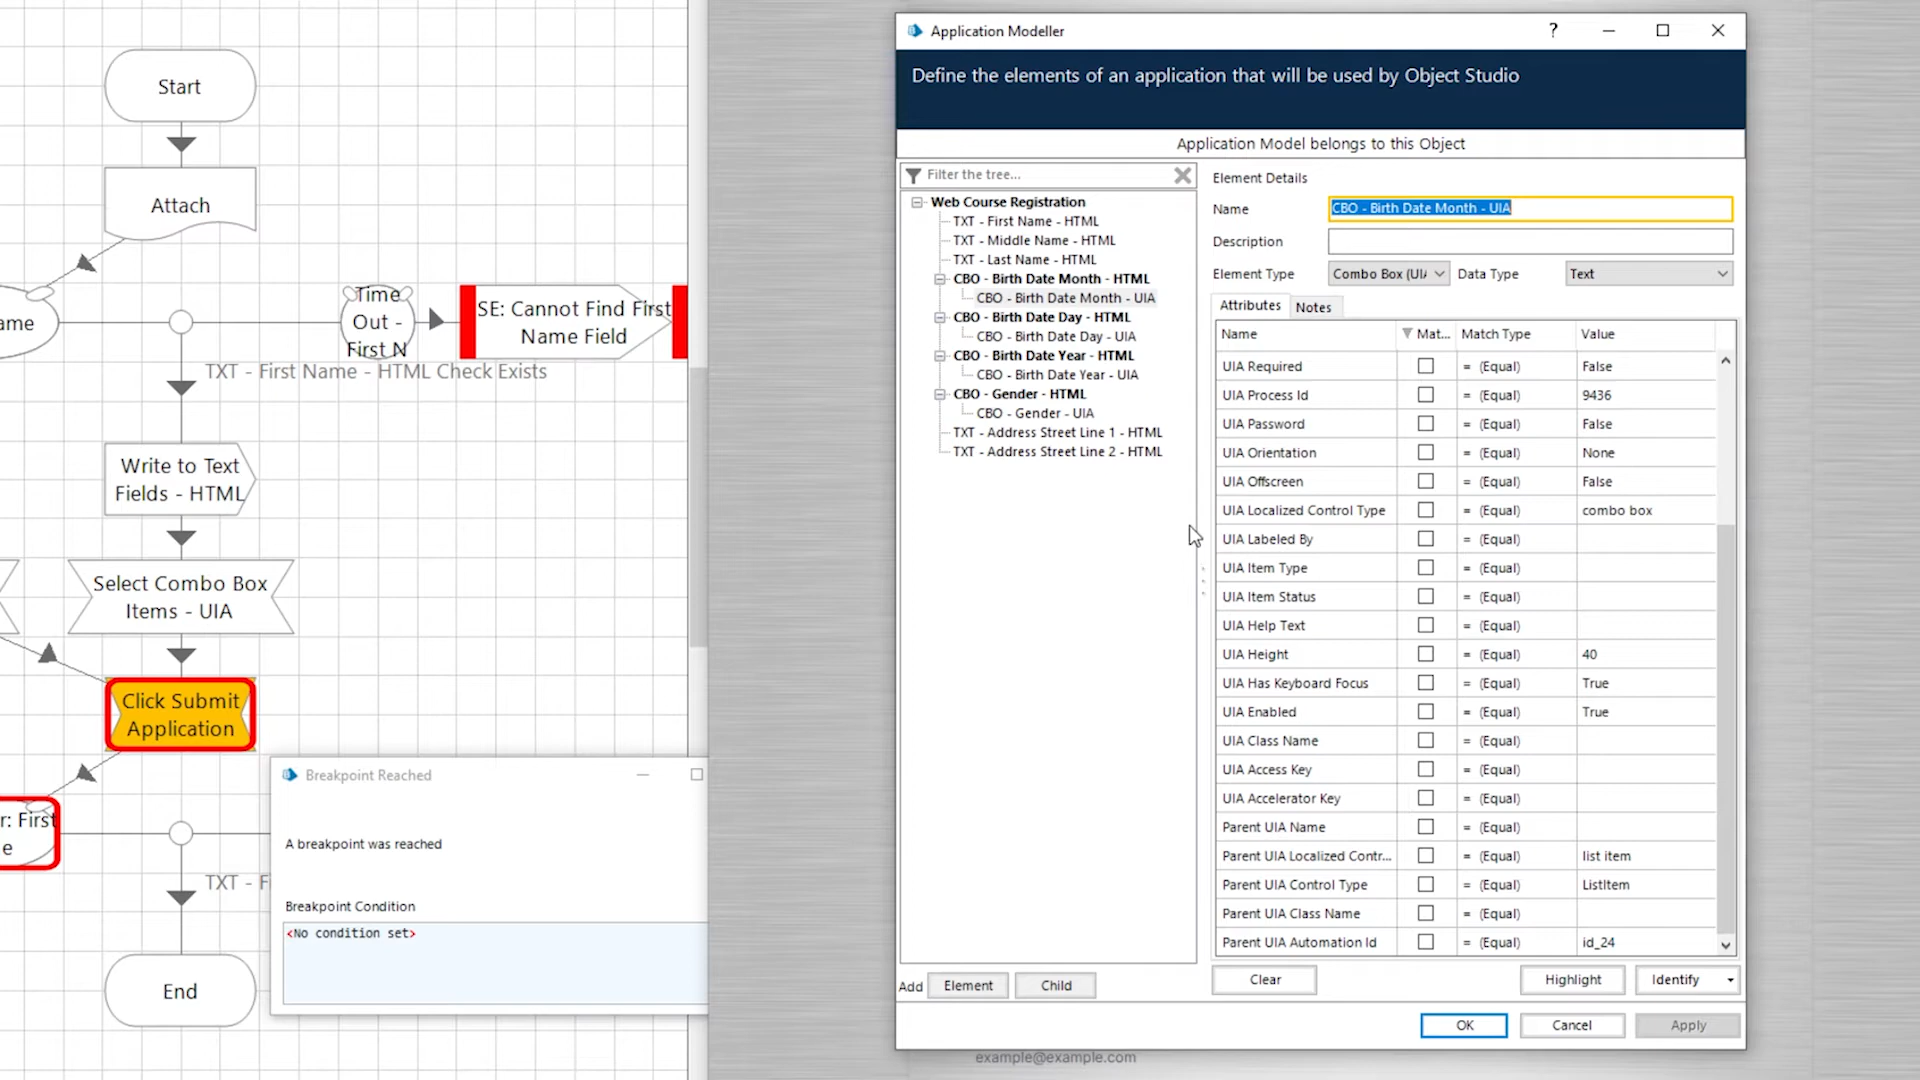 Start
Attach
ame
Time
Out -
First N
SE: Cannot Find First
Name Field
TXT - First Name - HTML Check Exists
Write to Text
Fields - HTML
Select Combo Box
Items - UIA
Click Submit
Application
r: First
e
TXT - F
End
Breakpoint Reached
A breakpoint was reached
Breakpoint Condition
<No condition set>
Application Modeller
?
Define the elements of an application that will be used by Object Studio
Application Model belongs to this Object
Filter the tree...
Web Course Registration
TXT - First Name - HTML
TXT - Middle Name - HTML
TXT - Last Name - HTML
CBO - Birth Date Month - HTML
CBO - Birth Date Month - UIA
CBO - Birth Date Day - HTML
CBO - Birth Date Day - UIA
CBO - Birth Date Year - HTML
CBO - Birth Date Year - UIA
CBO - Gender - HTML
CBO - Gender - UIA
TXT - Address Street Line 1 - HTML
TXT - Address Street Line 2 - HTML
Add Element Child
Element Details
Name CBO - Birth Date Month - UIA
Description
Element Type Combo Box (UIA Data Type Text
Attributes Notes
Name Mat... Match Type Value
UIA Required = (Equal) False
UIA Process Id = (Equal) 9436
UIA Password = (Equal) False
UIA Orientation = (Equal) None
UIA Offscreen = (Equal) False
UIA Localized Control Type = (Equal) combo box
UIA Labeled By = (Equal)
UIA Item Type = (Equal)
UIA Item Status = (Equal)
UIA Help Text = (Equal)
UIA Height = (Equal) 40
UIA Has Keyboard Focus = (Equal) True
UIA Enabled = (Equal) True
UIA Class Name = (Equal)
UIA Access Key = (Equal)
UIA Accelerator Key = (Equal)
Parent UIA Name = (Equal)
Parent UIA Localized Contr... = (Equal) list item
Parent UIA Control Type = (Equal) ListItem
Parent UIA Class Name = (Equal)
Parent UIA Automation Id = (Equal) id_24
Clear Highlight Identify
OK Cancel Apply
example@example.com